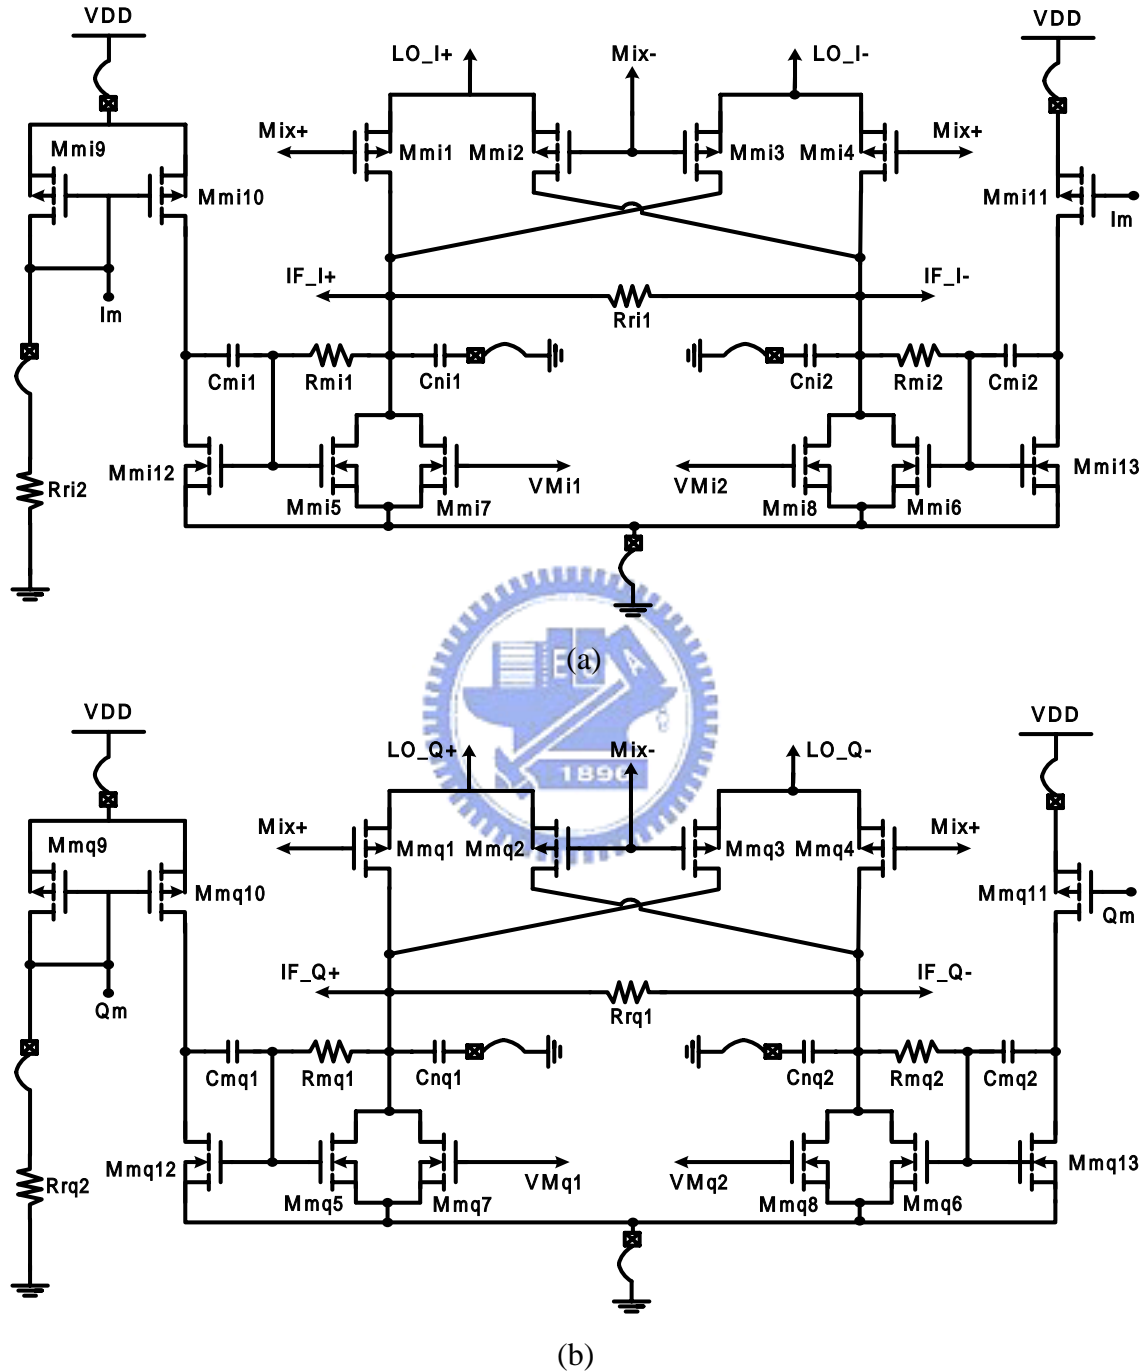 VDD
VDD
LO_I+
Mix-
LO_I-
Mix+
Mix+
Mmi9
Mmi1
Mmi2
Mmi3
Mmi4
Mmi10
Mmi11
Im
IF_I+
IF_I-
Im
Rri1
Cmi1
Rmi1
Cni1
Cni2
Rmi2
Cmi2
Mmi12
Mmi13
Rri2
VMi1
VMi2
Mmi5
Mmi7
Mmi8
Mmi6
(a)
VDD
VDD
LO_Q+
Mix-
LO_Q-
1896
Mix+
Mix+
Mmq9
Mmq1
Mmq2
Mmq3
Mmq4
Mmq10
Mmq11
Qm
IF_Q+
IF_Q-
Qm
Rrq1
Cmq1
Rmq1
Cnq1
Cnq2
Rmq2
Cmq2
Mmq12
Mmq13
Rrq2
VMq1
VMq2
Mmq5
Mmq7
Mmq8
Mmq6
(b)